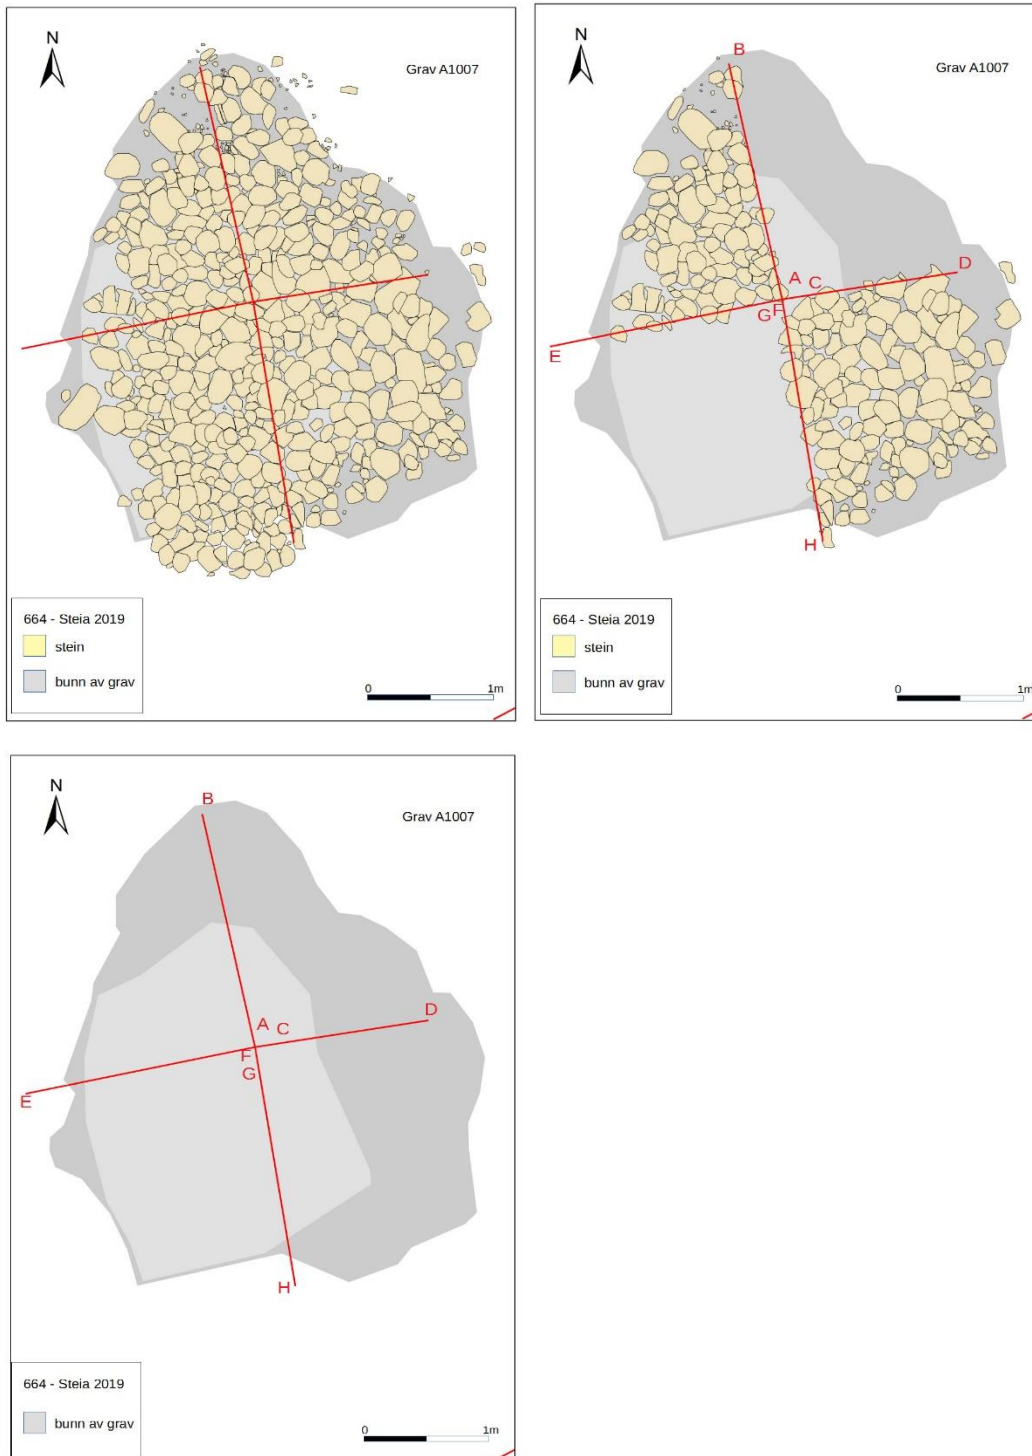 N
Grav A1007
664 - Steia 2019
stein
bunn av grav
0 1m
N
B
Grav A1007
D
A C
F
G
E
H
664 - Steia 2019
stein
bunn av grav
0 1m
N
B
Grav A1007
D
A C
F
G
E
H
664 - Steia 2019
bunn av grav
0 1m